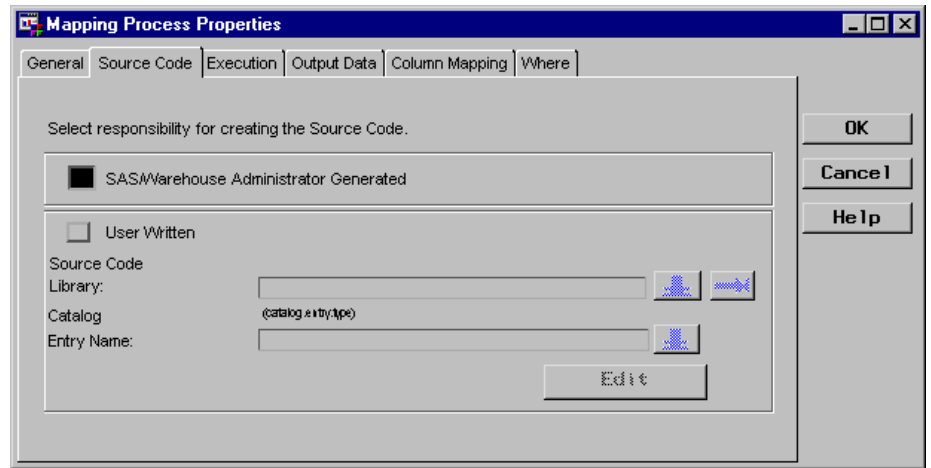 Mapping Process Properties
General Source Code Execution Output Data Column Mapping Where
Select responsibility for creating the Source Code.
OK
SAS/Warehouse Administrator Generated
Cancel
Help
User Written
Source Code
Library:
Catalog (catalog.entry.type)
Entry Name:
Edit